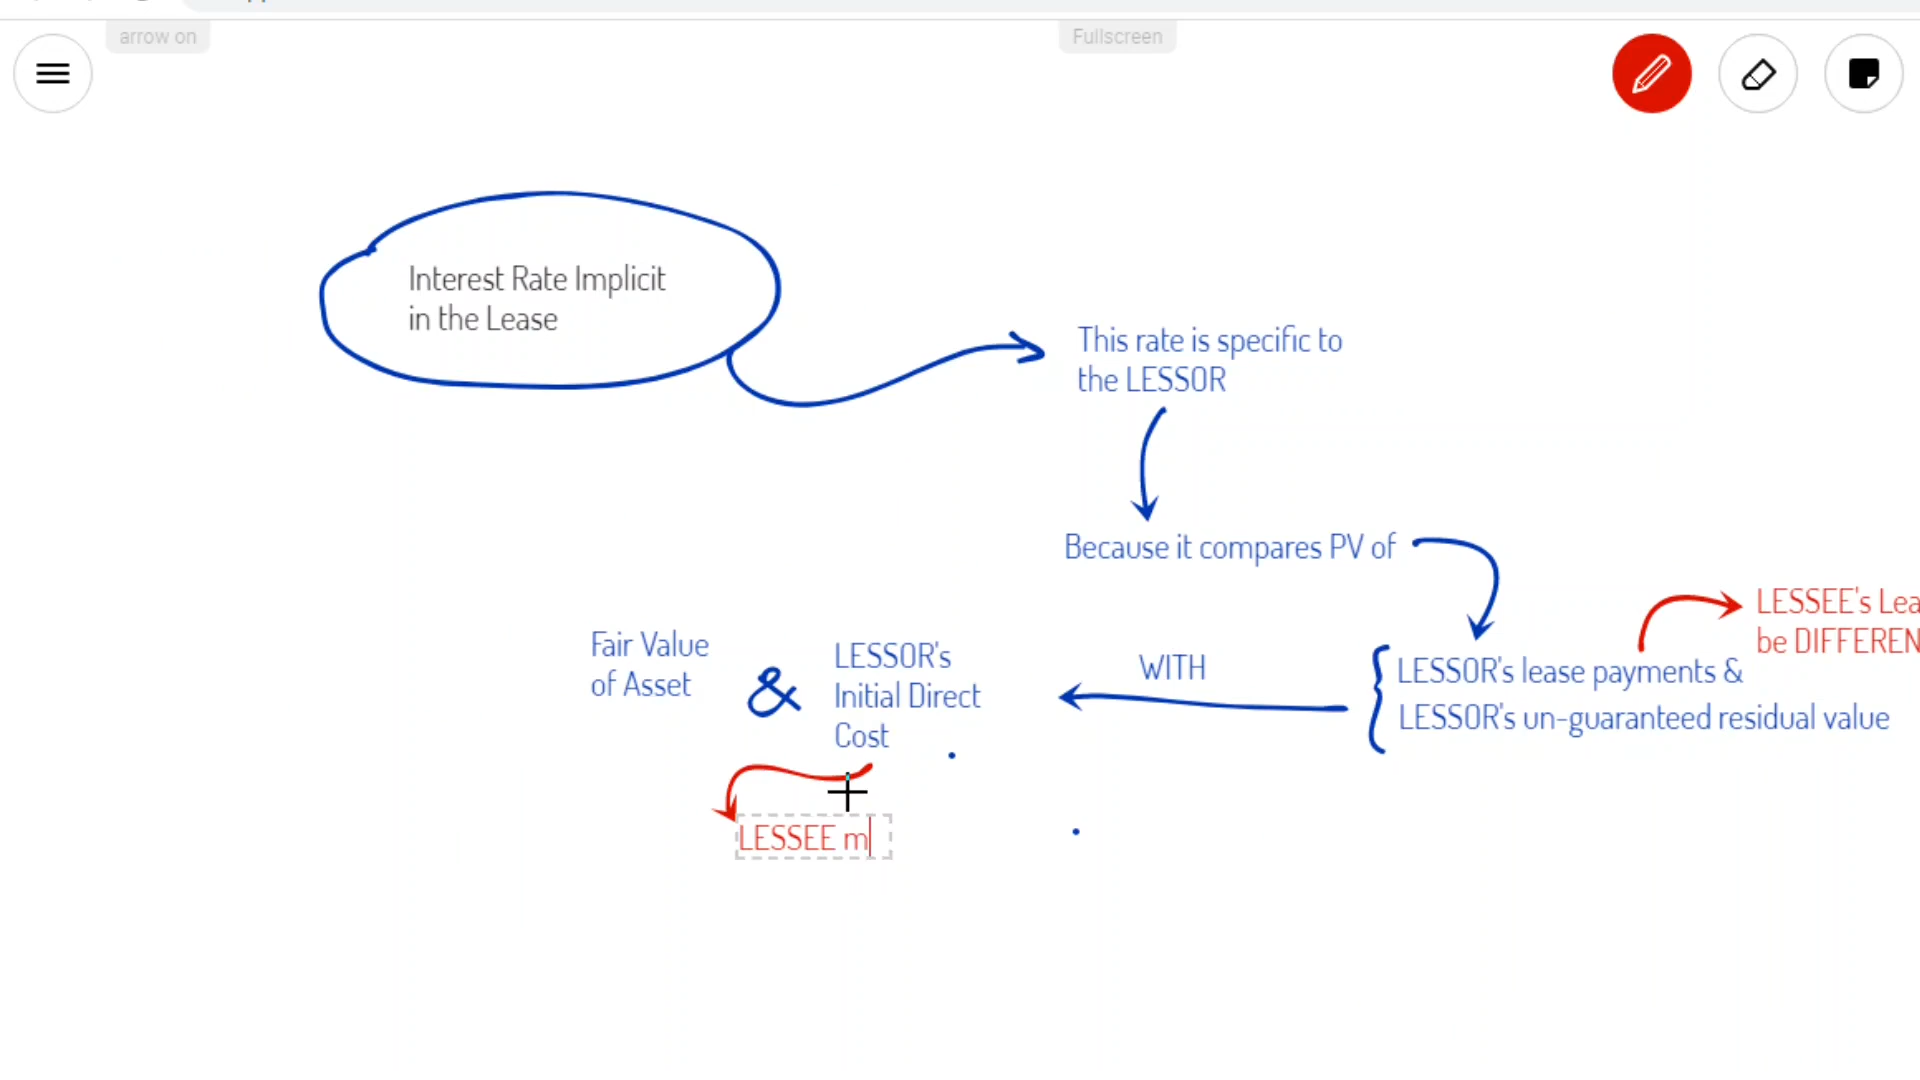 arrow on
Fullscreen
Interest Rate Implicit
in the Lease
This rate is specific to
the LESSOR
Because it compares PV of
LESSEE's Lea
be DIFFEREN
LESSOR's lease payments &
LESSOR's un-guaranteed residual value
WITH
Fair Value
of Asset
&
LESSOR's
Initial Direct
Cost
LESSEE m